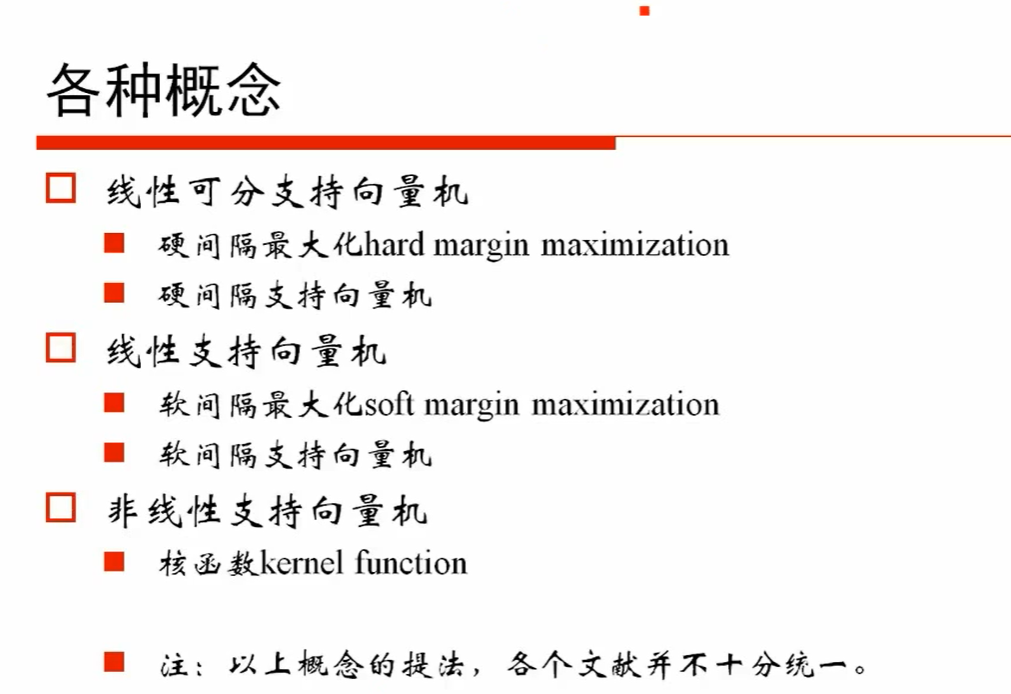 各种概念
线性可分支持向量机
硬间隔最大化hard margin maximization
硬间隔支持向量机
线性支持向量机
软间隔最大化soft margin maximization
软间隔支持向量机
非线性支持向量机
核函数kernel function
注：以上概念的提法，各个文献并不十分统一。